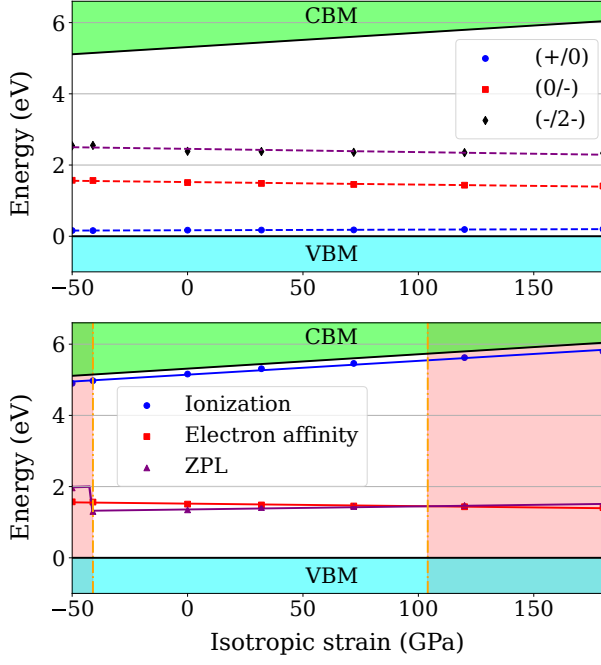 CBM
6
(+/0)
(0/-)
(-/2-)
4
2
0
VBM
Energy (eV)
−50
0
50
100
150
CBM
6
Ionization
Electron affinity
ZPL
4
2
0
VBM
Energy (eV)
−50
0
50
100
150
Isotropic strain (GPa)